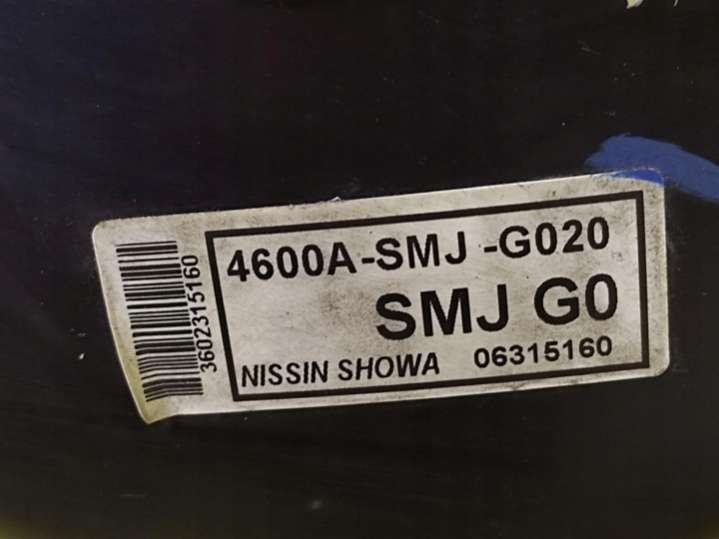 3602315160
4600A-SMJ -G020
SMJ G0
NISSIN SHOWA 06315160